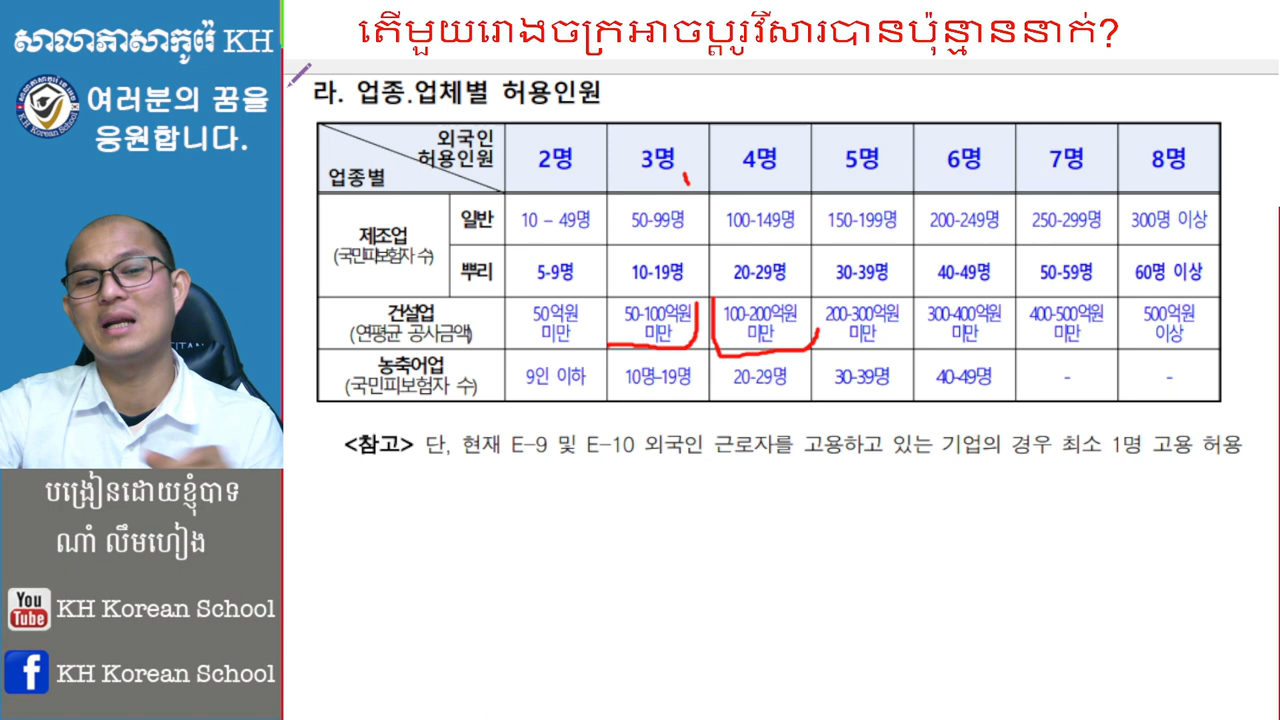 សាលាភាសាកូរ៉េ KH
여러분의 꿈을
응원합니다.
KH Korean School
តើមួយរោងចក្រអាចប្តូរវីសារបានប៉ុន្មាននាក់?
라. 업종.업체별 허용인원
외국인 허용인원 업종별 2명 3명 4명 5명 6명 7명 8명
제조업 (국민피보험자 수) 일반 10 – 49명 50-99명 100-149명 150-199명 200-249명 250-299명 300명 이상
뿌리 5-9명 10-19명 20-29명 30-39명 40-49명 50-59명 60명 이상
건설업 (연평균 공사금액) 50억원 미만 50-100억원 미만 100-200억원 미만 200-300억원 미만 300-400억원 미만 400-500억원 미만 500억원 이상
농축어업 (국민피보험자 수) 9인 이하 10명-19명 20-29명 30-39명 40-49명 - -
<참고> 단, 현재 E-9 및 E-10 외국인 근로자를 고용하고 있는 기업의 경우 최소 1명 고용 허용
បង្រៀនដោយខ្ញុំបាទ
ណាំ លឹមហៀង
You Tube KH Korean School
f KH Korean School